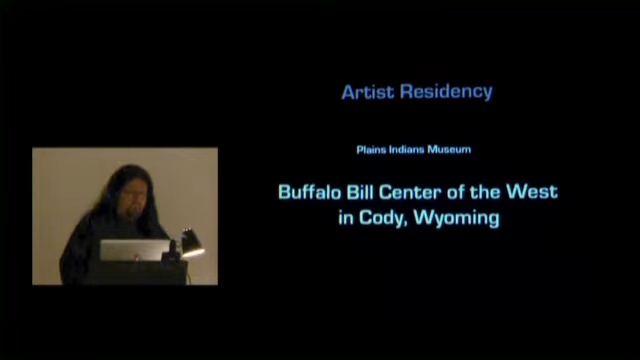 Artist Residency
Plains Indians Museum
Buffalo Bill Center of the West
in Cody, Wyoming